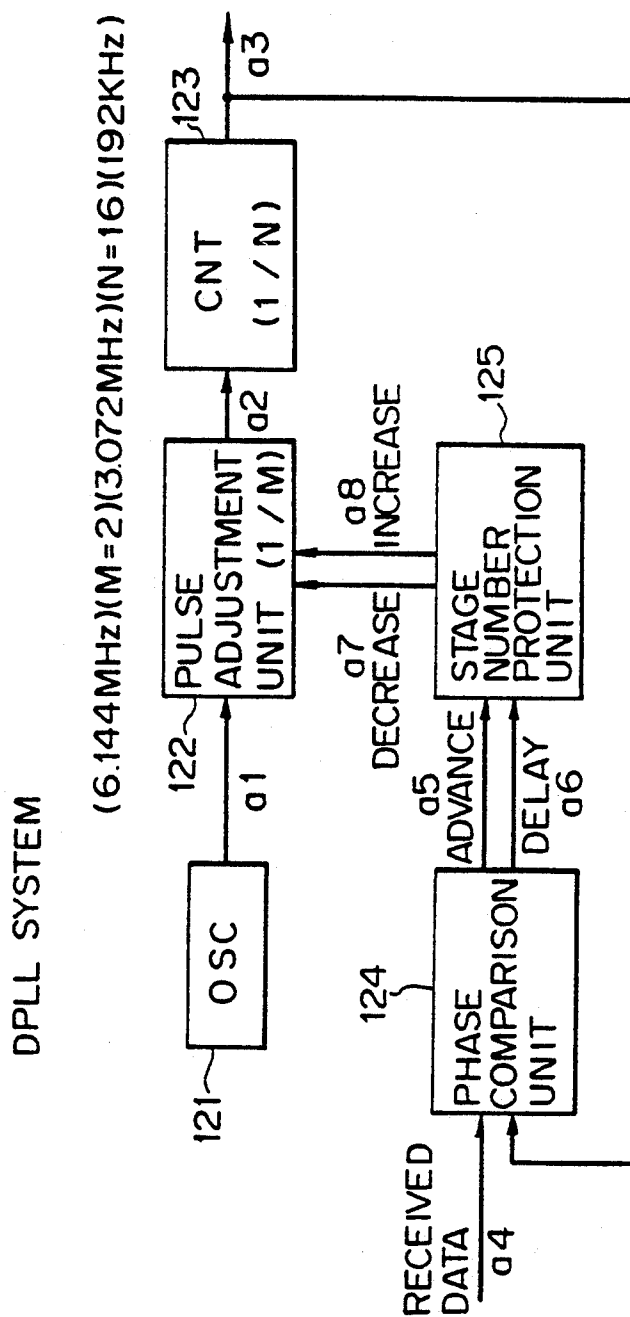 DPLL SYSTEM
(6.144MHz)(M=2)(3.072MHz)(N=16)(192KHz)
121
OSC
a1
122
PULSE
ADJUSTMENT
UNIT (1/M)
a2
123
CNT
(1/N)
a3
a7
DECREASE
a8
INCREASE
RECEIVED
DATA
a4
124
PHASE
COMPARISON
UNIT
a5
ADVANCE
DELAY
a6
125
STAGE
NUMBER
PROTECTION
UNIT